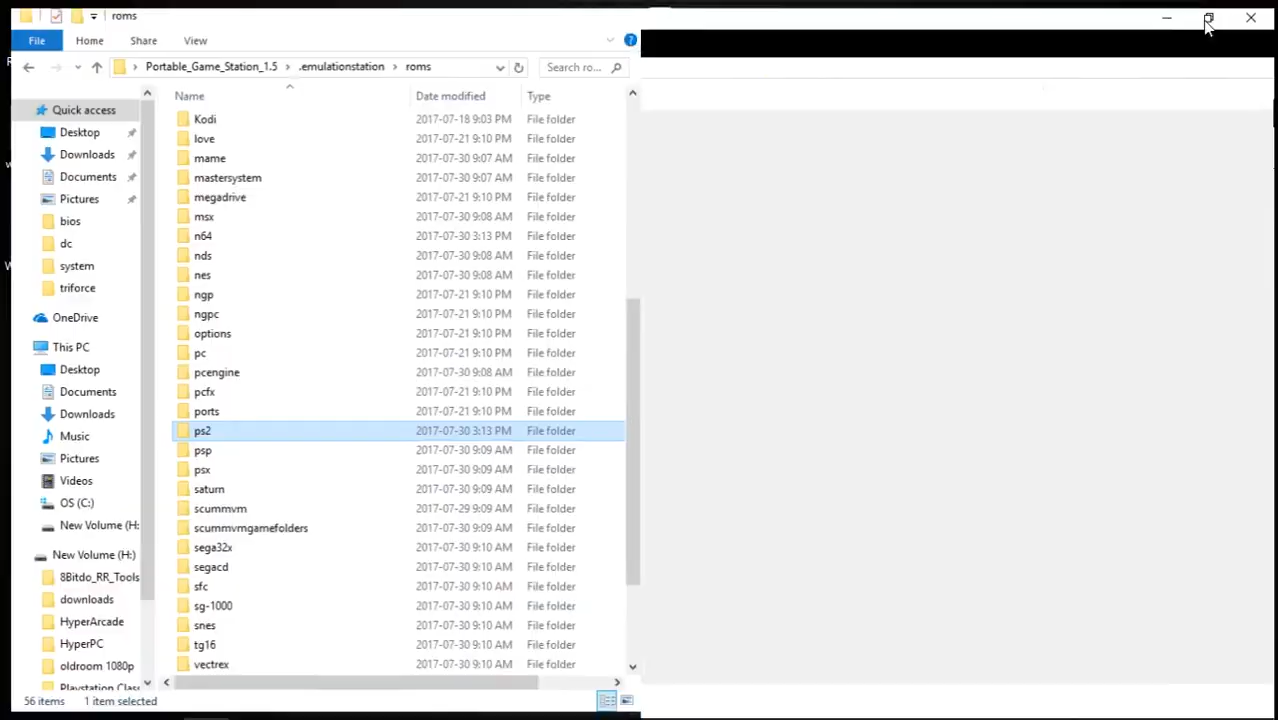 roms
File Home Share View
Portable_Game_Station_1.5 .emulationstation roms Search ro...
Name Date modified Type
Quick access
Desktop
Downloads
Documents
Pictures
bios
dc
system
triforce
OneDrive
This PC
Desktop
Documents
Downloads
Music
Pictures
Videos
OS (C:)
New Volume (H:
New Volume (H:)
8Bitdo_RR_Tools
downloads
HyperArcade
HyperPC
oldroom 1080p
Playstation Clas
Kodi 2017-07-18 9:03 PM File folder
love 2017-07-21 9:10 PM File folder
mame 2017-07-30 9:07 AM File folder
mastersystem 2017-07-30 9:07 AM File folder
megadrive 2017-07-21 9:10 PM File folder
msx 2017-07-30 9:08 AM File folder
n64 2017-07-30 3:13 PM File folder
nds 2017-07-30 9:08 AM File folder
nes 2017-07-30 9:08 AM File folder
ngp 2017-07-21 9:10 PM File folder
ngpc 2017-07-21 9:10 PM File folder
options 2017-07-21 9:10 PM File folder
pc 2017-07-21 9:10 PM File folder
pcengine 2017-07-30 9:08 AM File folder
pcfx 2017-07-21 9:10 PM File folder
ports 2017-07-21 9:10 PM File folder
ps2 2017-07-30 3:13 PM File folder
psp 2017-07-30 9:09 AM File folder
psx 2017-07-30 9:09 AM File folder
saturn 2017-07-30 9:09 AM File folder
scummvm 2017-07-29 9:09 AM File folder
scummvmgamefolders 2017-07-30 9:09 AM File folder
sega32x 2017-07-30 9:10 AM File folder
segacd 2017-07-30 9:10 AM File folder
sfc 2017-07-30 9:10 AM File folder
sg-1000 2017-07-30 9:10 AM File folder
snes 2017-07-30 9:10 AM File folder
tg16 2017-07-30 9:10 AM File folder
vectrex 2017-07-30 9:10 AM File folder
56 items 1 item selected